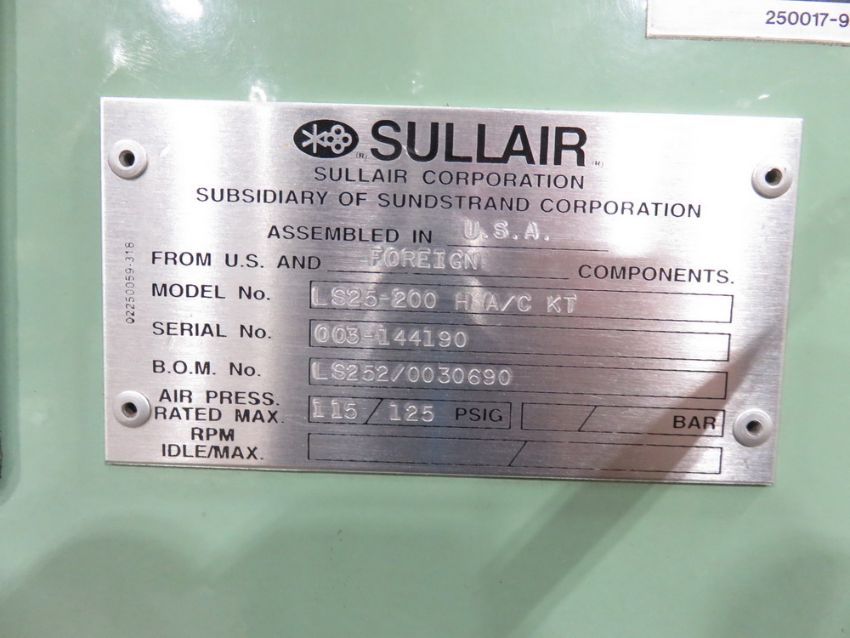 250017-9
SULLAIR
SULLAIR CORPORATION
SUBSIDIARY OF SUNDSTRAND CORPORATION
ASSEMBLED IN U.S.A.
FROM U.S. AND FOREIGN COMPONENTS.
MODEL No. LS25-200 H A/C KT
SERIAL No. 003-144190
B.O.M. No. LS252/0030690
AIR PRESS.
RATED MAX. 115 / 125 PSIG / BAR
RPM
IDLE/MAX. /
02250059-318